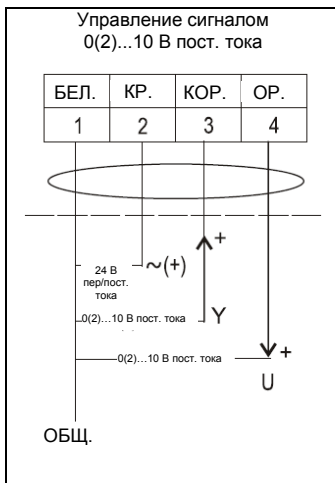 Управление сигналом
0(2)...10 В пост. тока
БЕЛ. КР. КОР. ОР.
1 2 3 4
24 В
пер/пост.
тока
~(+)
+
0(2)...10 В пост. тока
Y
0(2)...10 В пост. тока
+
U
ОБЩ.